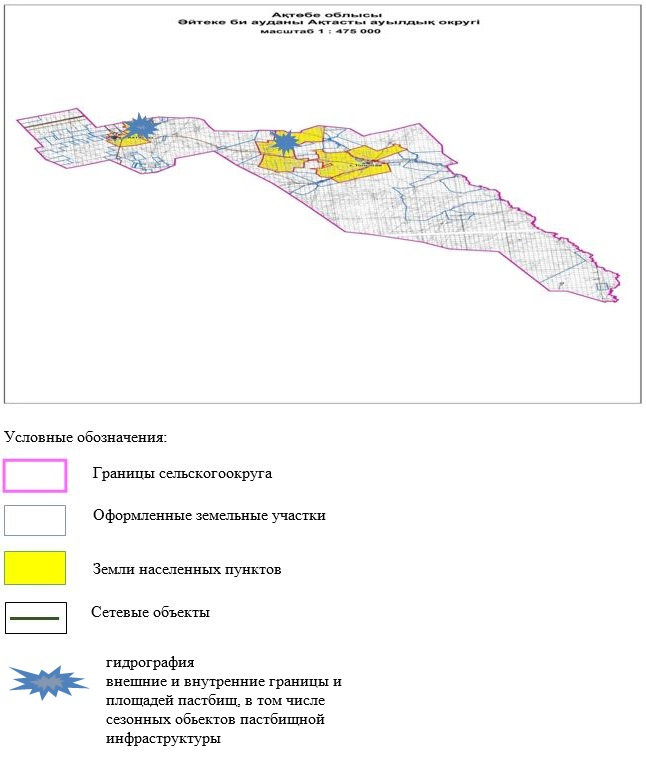 Ақтөбе облысы
Әйтеке би ауданы Ақтасты ауылдық округі
масштаб 1 : 475 000
Условные обозначения:
Границы сельскогоокруга
Оформленные земельные участки
Земли населенных пунктов
Сетевые объекты
гидрография
внешние и внутренние границы и
площадей пастбищ, в том числе
сезонных обьектов пастбищной
инфраструктуры